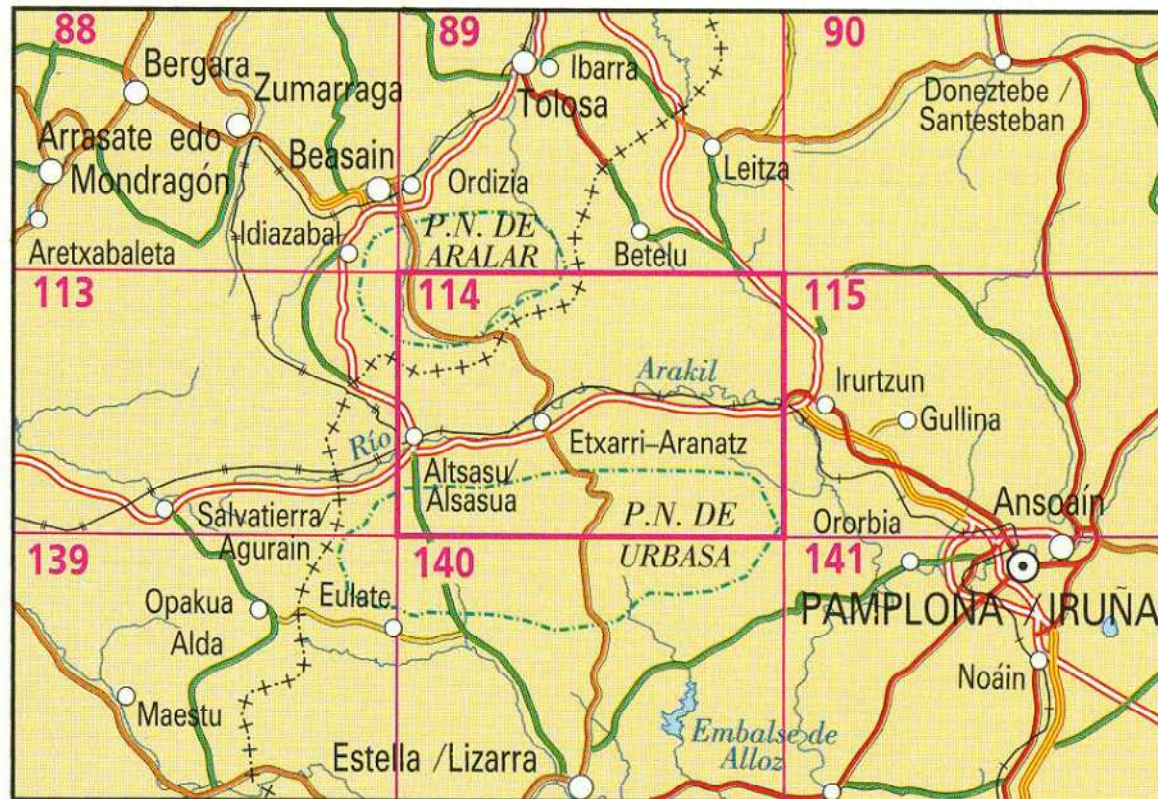 88
89
90
Bergara
Zumarraga
Ibarra
Tolosa
Doneztebe /
Santesteban
Arrasate edo
Mondragón
Beasain
Ordizia
Leitza
Aretxabaleta
Idiazabal
P.N. DE
ARALAR
Betelu
113
114
115
Arakil
Irurtzun
Gullina
Río
Etxarri-Aranatz
Altsasu/
Alsasua
Salvatierra/
Agurain
P.N. DE
URBASA
Ansoaín
Ororbia
139
140
141
Opakua
Eulate
PAMPLONA / IRUÑA
Alda
Noáin
Maestu
Embalse de
Alloz
Estella /Lizarra